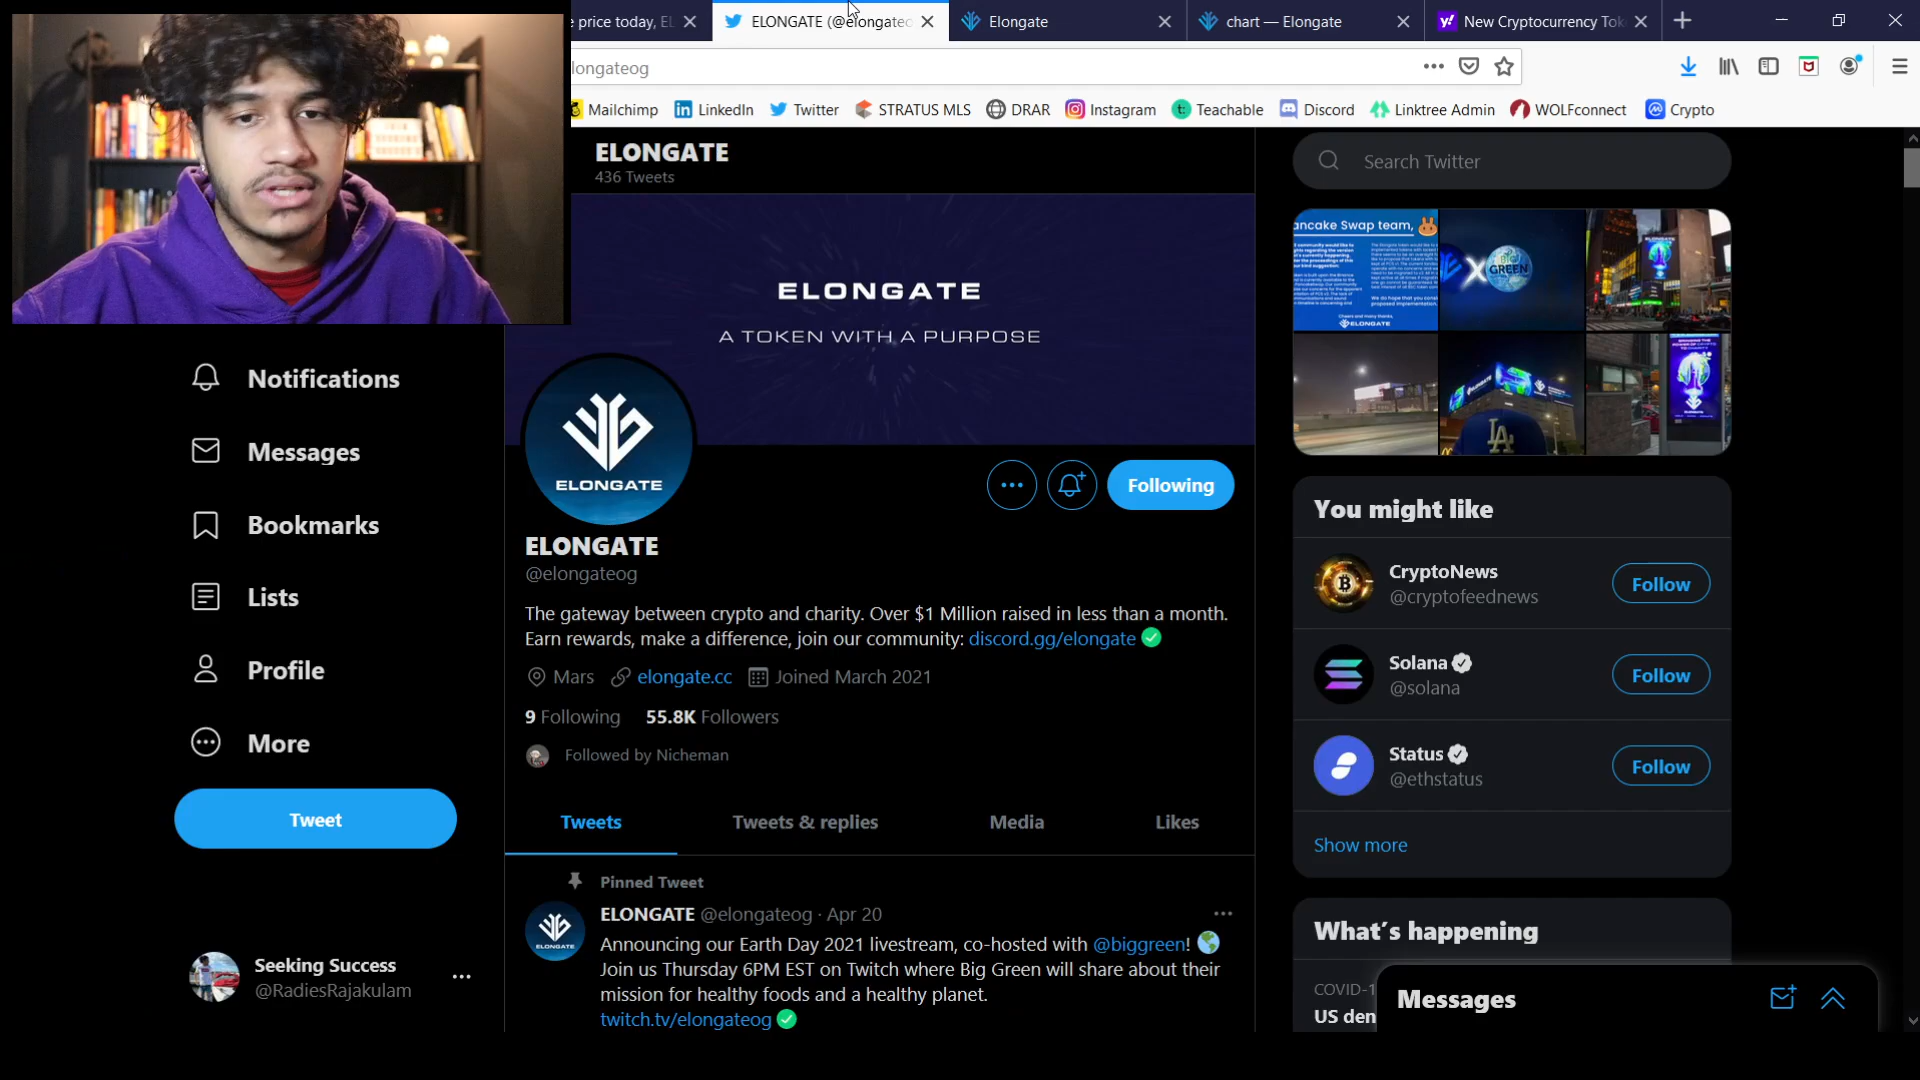 e price today, EL
ELONGATE (@elongateo
Elongate
chart — Elongate
New Cryptocurrency Tok
longateog
Mailchimp
LinkedIn
Twitter
STRATUS MLS
DRAR
Instagram
Teachable
Discord
Linktree Admin
WOLFconnect
Crypto
ELONGATE
436 Tweets
Search Twitter
ancake Swap team,
ELONGATE
X
BIG
GREEN
LA
ELONGATE
A TOKEN WITH A PURPOSE
ELONGATE
Following
Notifications
Messages
Bookmarks
Lists
Profile
More
Tweet
Seeking Success
@RadiesRajakulam
ELONGATE
@elongateog
The gateway between crypto and charity. Over $1 Million raised in less than a month.
Earn rewards, make a difference, join our community: discord.gg/elongate
Mars elongate.cc Joined March 2021
9 Following 55.8K Followers
Followed by Nicheman
Tweets Tweets & replies Media Likes
Pinned Tweet
ELONGATE @elongateog · Apr 20
ELONGATE
Announcing our Earth Day 2021 livestream, co-hosted with @biggreen!
Join us Thursday 6PM EST on Twitch where Big Green will share about their
mission for healthy foods and a healthy planet.
twitch.tv/elongateog
You might like
CryptoNews
@cryptofeednews
Follow
Solana
@solana
Follow
Status
@ethstatus
Follow
Show more
What's happening
COVID-1
US den
Messages